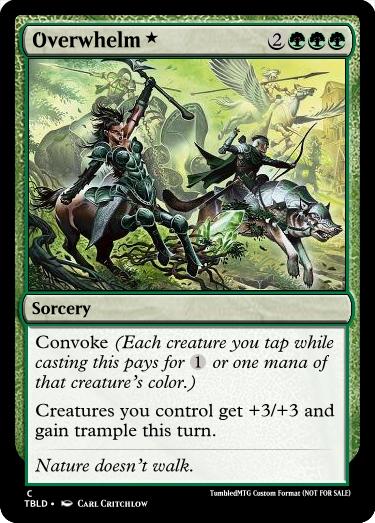 Overwhelm ★ 2
Sorcery
Convoke (Each creature you tap while
casting this pays for 1 or one mana of
that creature's color.)
Creatures you control get +3/+3 and
gain trample this turn.
Nature doesn't walk.
C
TBLD • Carl Critchlow
TumbledMTG Custom Format (NOT FOR SALE)